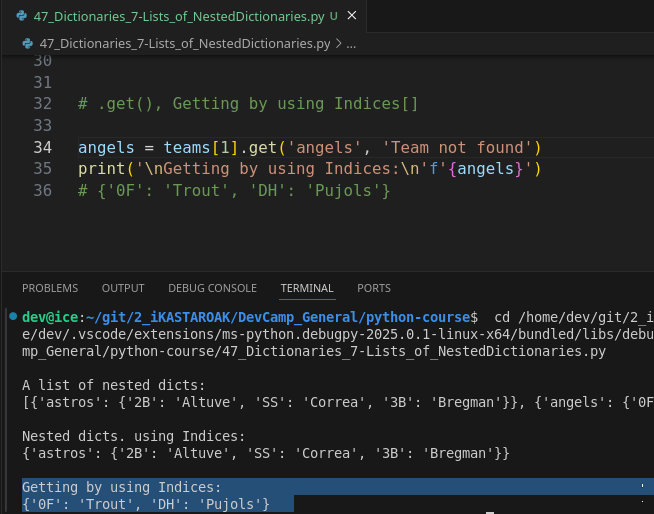 47_Dictionaries_7-Lists_of_NestedDictionaries.py U ×
47_Dictionaries_7-Lists_of_NestedDictionaries.py > ...
30
31
32 # .get(), Getting by using Indices[]
33
34 angels = teams[1].get('angels', 'Team not found')
35 print('\nGetting by using Indices:\n'f'{angels}')
36 # {'0F': 'Trout', 'DH': 'Pujols'}
PROBLEMS OUTPUT DEBUG CONSOLE TERMINAL PORTS
dev@ice:~/git/2_iKASTAROAK/DevCamp_General/python-course$ cd /home/dev/git/2_i
e/dev/.vscode/extensions/ms-python.debugpy-2025.0.1-linux-x64/bundled/libs/debu
mp_General/python-course/47_Dictionaries_7-Lists_of_NestedDictionaries.py
A list of nested dicts:
[{'astros': {'2B': 'Altuve', 'SS': 'Correa', '3B': 'Bregman'}}, {'angels': {'0F
Nested dicts. using Indices:
{'astros': {'2B': 'Altuve', 'SS': 'Correa', '3B': 'Bregman'}}
Getting by using Indices:
{'0F': 'Trout', 'DH': 'Pujols'}